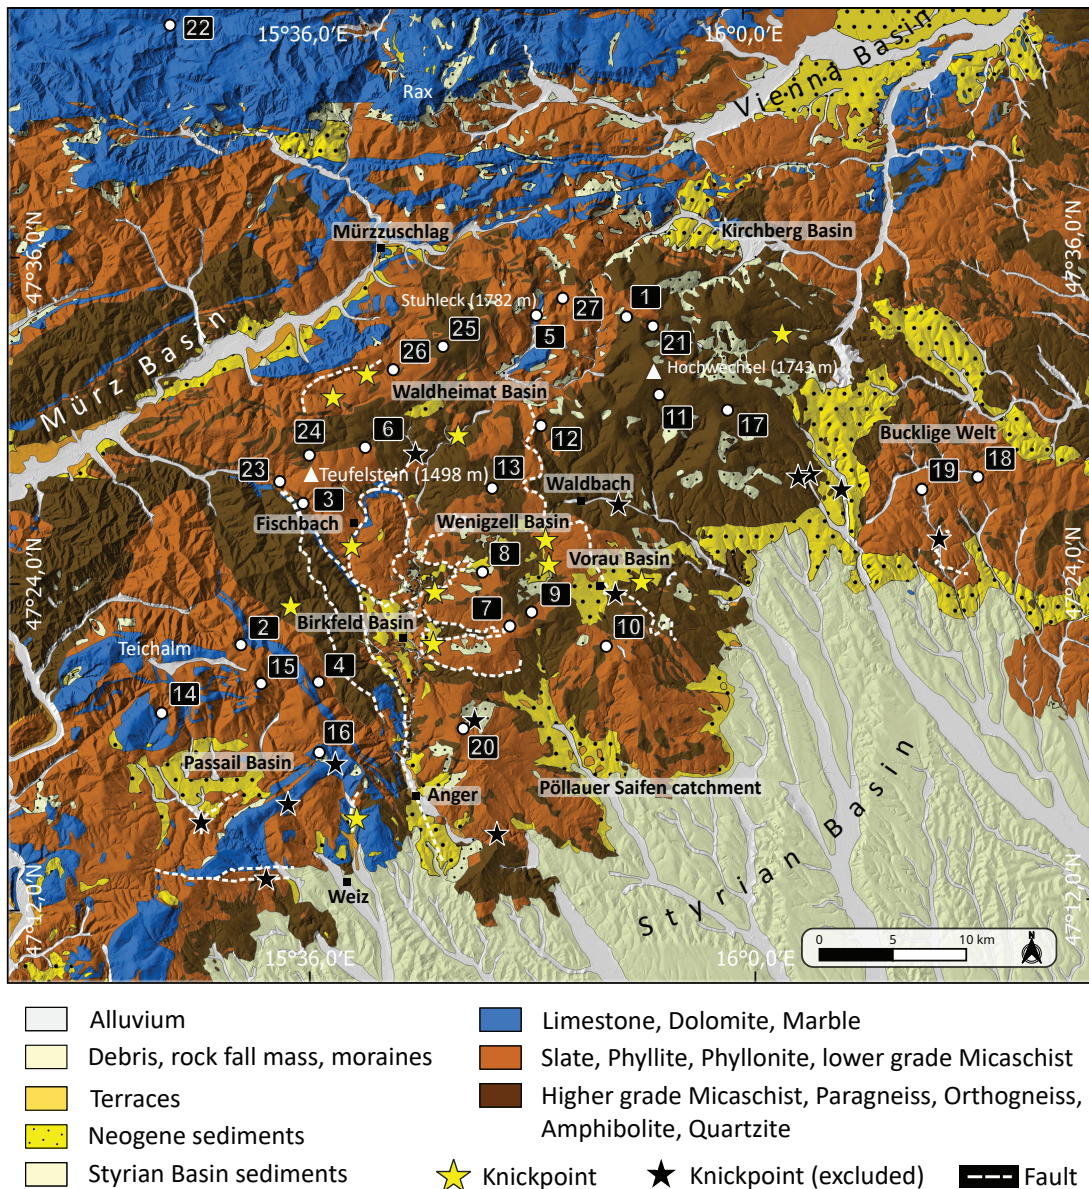 22
15°36,0'E
16°0,0'E
Vienna Basin
Rax
47°36,0'N
47°36,0'N
Mürzzuschlag
Kirchberg Basin
Stuhleck (1782 m)
27
1
5
21
25
26
Mürz Basin
Hochwechsel (1743 m)
Waldheimat Basin
11
17
24
6
12
Bucklige Welt
23
Teufelstein (1498 m)
13
18
19
3
Waldbach
Fischbach
Wenigzell Basin
8
Vorau Basin
47°24,0'N
47°24,0'N
9
7
Birkfeld Basin
10
2
Teichalm
15
4
14
16
20
Passail Basin
Pöllauer Saifen catchment
Anger
Styrian Basin
Weiz
47°12,0'N
47°12,0'N
15°36,0'E
16°0,0'E
0 5 10 km
N
Alluvium
Debris, rock fall mass, moraines
Terraces
Neogene sediments
Styrian Basin sediments
Limestone, Dolomite, Marble
Slate, Phyllite, Phyllonite, lower grade Micaschist
Higher grade Micaschist, Paragneiss, Orthogneiss,
Amphibolite, Quartzite
Knickpoint
Knickpoint (excluded)
Fault